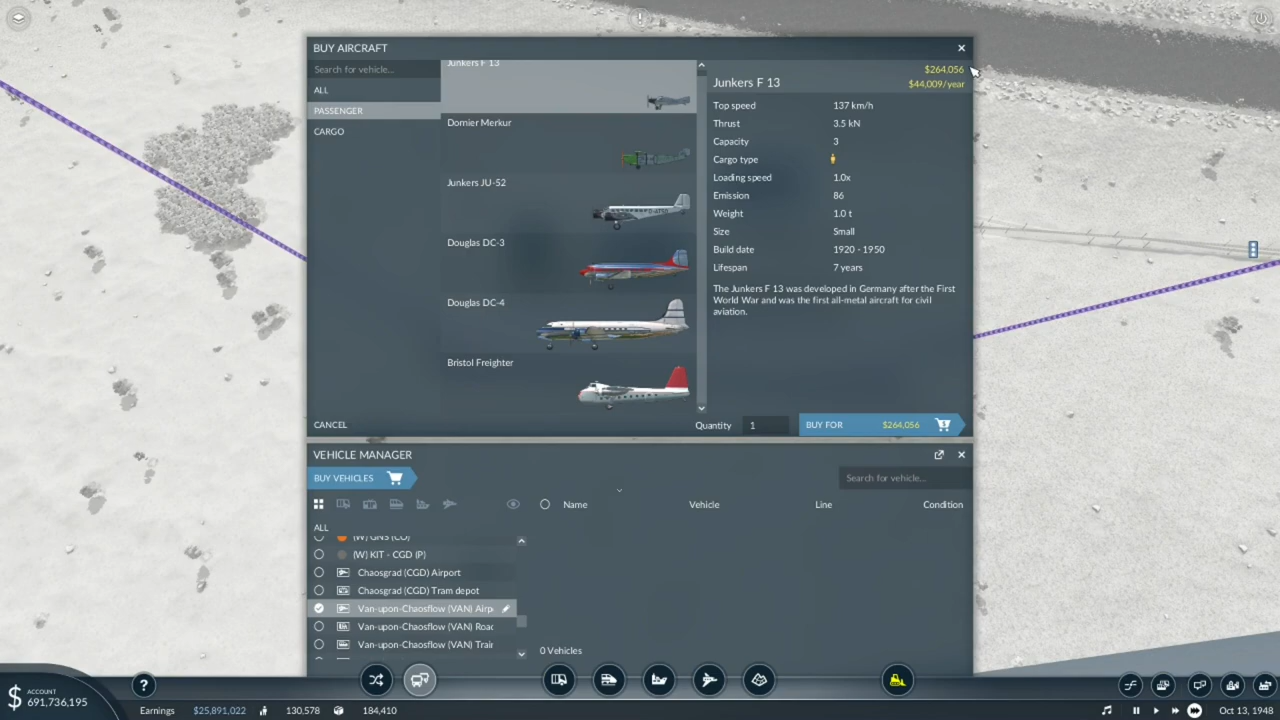 BUY AIRCRAFT
Search for vehicle...
ALL
PASSENGER
CARGO
Junkers F 13
Dornier Merkur
Junkers JU-52
Douglas DC-3
Douglas DC-4
Bristol Freighter
$264,056
Junkers F 13
$44,009/year
Top speed 137 km/h
Thrust 3.5 kN
Capacity 3
Cargo type
Loading speed 1.0x
Emission 86
Weight 1.0 t
Size Small
Build date 1920 - 1950
Lifespan 7 years
The Junkers F 13 was developed in Germany after the First
World War and was the first all-metal aircraft for civil
aviation.
CANCEL
Quantity 1
BUY FOR $264,056
VEHICLE MANAGER
BUY VEHICLES
Search for vehicle...
Name Vehicle Line Condition
ALL
(W) GNS (CO)
(W) KIT - CGD (P)
Chaosgrad (CGD) Airport
Chaosgrad (CGD) Tram depot
Van-upon-Chaosflow (VAN) Airp
Van-upon-Chaosflow (VAN) Road
Van-upon-Chaosflow (VAN) Train
0 Vehicles
$ ACCOUNT
691,736,195
?
Earnings $25,891,022 130,578 184,410
Oct 13, 1948